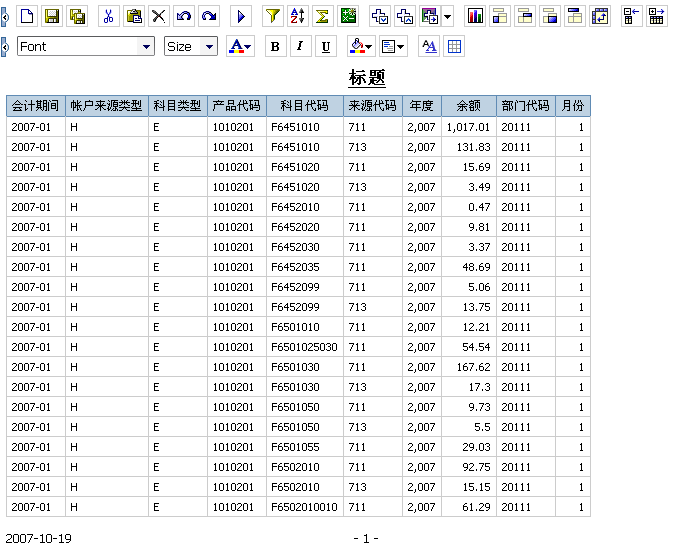 Font Size A B I U A A
标题
会计期间 帐户来源类型 科目类型 产品代码 科目代码 来源代码 年度 余额 部门代码 月份
2007-01 H E 1010201 F6451010 711 2,007 1,017.01 20111 1
2007-01 H E 1010201 F6451010 713 2,007 131.83 20111 1
2007-01 H E 1010201 F6451020 711 2,007 15.69 20111 1
2007-01 H E 1010201 F6451020 713 2,007 3.49 20111 1
2007-01 H E 1010201 F6452010 711 2,007 0.47 20111 1
2007-01 H E 1010201 F6452020 711 2,007 9.81 20111 1
2007-01 H E 1010201 F6452030 711 2,007 3.37 20111 1
2007-01 H E 1010201 F6452035 711 2,007 48.69 20111 1
2007-01 H E 1010201 F6452099 711 2,007 5.06 20111 1
2007-01 H E 1010201 F6452099 713 2,007 13.75 20111 1
2007-01 H E 1010201 F6501010 711 2,007 12.21 20111 1
2007-01 H E 1010201 F6501025030 711 2,007 54.54 20111 1
2007-01 H E 1010201 F6501030 711 2,007 167.62 20111 1
2007-01 H E 1010201 F6501030 713 2,007 17.3 20111 1
2007-01 H E 1010201 F6501050 711 2,007 9.73 20111 1
2007-01 H E 1010201 F6501050 713 2,007 5.5 20111 1
2007-01 H E 1010201 F6501055 711 2,007 29.03 20111 1
2007-01 H E 1010201 F6502010 711 2,007 92.75 20111 1
2007-01 H E 1010201 F6502010 713 2,007 15.15 20111 1
2007-01 H E 1010201 F6502010010 711 2,007 61.29 20111 1
2007-10-19 - 1 -